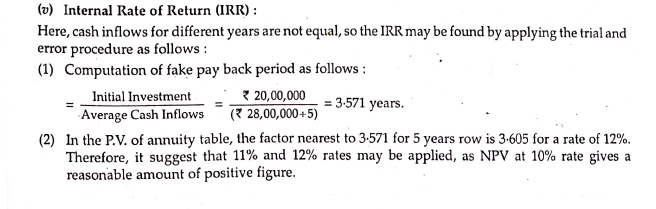 (v) Internal Rate of Return (IRR) :
Here, cash inflows for different years are not equal, so the IRR may be found by applying the trial and
error procedure as follows :
(1) Computation of fake pay back period as follows :
= Initial Investment / Average Cash Inflows = ₹ 20,00,000 / (₹ 28,00,000÷5) = 3·571 years.
(2) In the P.V. of annuity table, the factor nearest to 3·571 for 5 years row is 3·605 for a rate of 12%.
Therefore, it suggest that 11% and 12% rates may be applied, as NPV at 10% rate gives a
reasonable amount of positive figure.